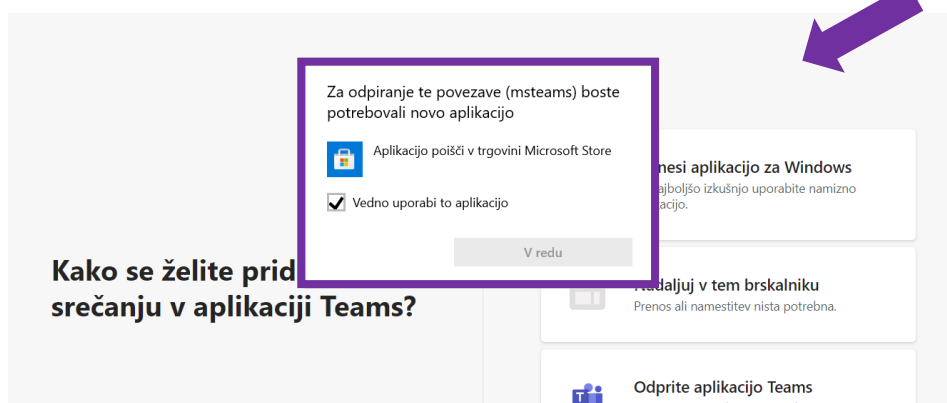 Za odpiranje te povezave (msteams) boste
potrebovali novo aplikacijo
Aplikacijo poišči v trgovini Microsoft Store
Vedno uporabi to aplikacijo
V redu
Kako se želite prid
srečanju v aplikaciji Teams?
nesi aplikacijo za Windows
ajboljšo izkušnjo uporabite namizno
acijo.
Nadaljuj v tem brskalniku
Prenos ali namestitev nista potrebna.
Odprite aplikacijo Teams